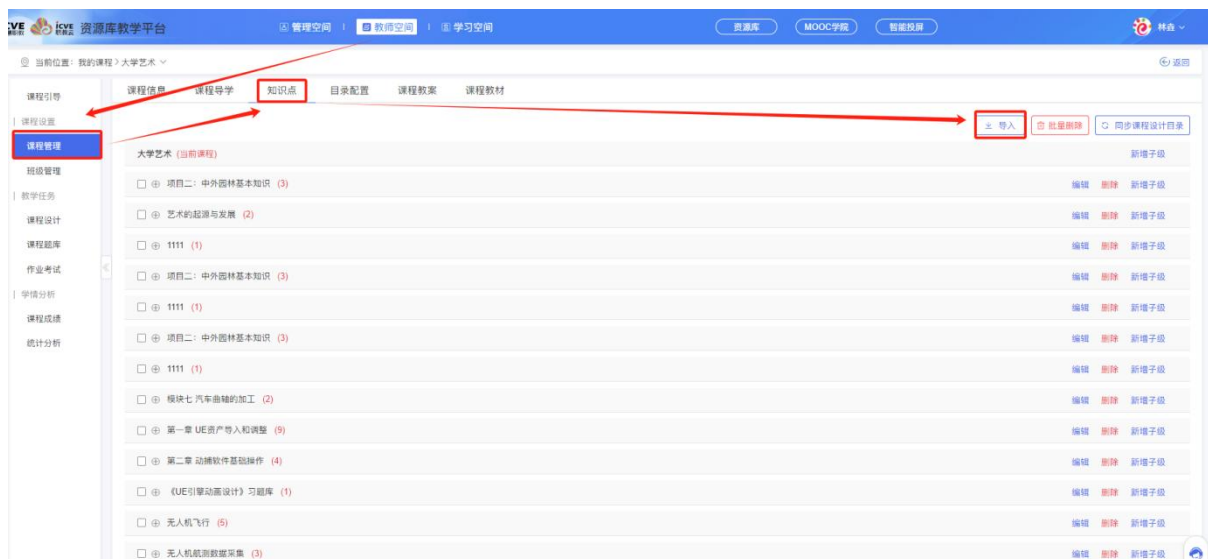 icve 资源库教学平台 管理空间 教师空间 学习空间 资源库 MOOC学院 智能投屏 林垚
当前位置：我的课程 > 大学艺术 返回
课程引导
课程设置
课程管理
班级管理
教学任务
课程设计
课程题库
作业考试
学情分析
课程成绩
统计分析
课程信息 课程导学 知识点 目录配置 课程教案 课程教材
导入 批量删除 同步课程设计目录
大学艺术 (当前课程) 新增子级
项目二：中外园林基本知识 (3) 编辑 删除 新增子级
艺术的起源与发展 (2) 编辑 删除 新增子级
1111 (1) 编辑 删除 新增子级
项目二：中外园林基本知识 (3) 编辑 删除 新增子级
1111 (1) 编辑 删除 新增子级
项目二：中外园林基本知识 (3) 编辑 删除 新增子级
1111 (1) 编辑 删除 新增子级
模块七 汽车曲轴的加工 (2) 编辑 删除 新增子级
第一章 UE资产导入和调整 (9) 编辑 删除 新增子级
第二章 动捕软件基础操作 (4) 编辑 删除 新增子级
《UE引擎动画设计》习题库 (1) 编辑 删除 新增子级
无人机飞行 (5) 编辑 删除 新增子级
无人机航测数据采集 (3) 编辑 删除 新增子级